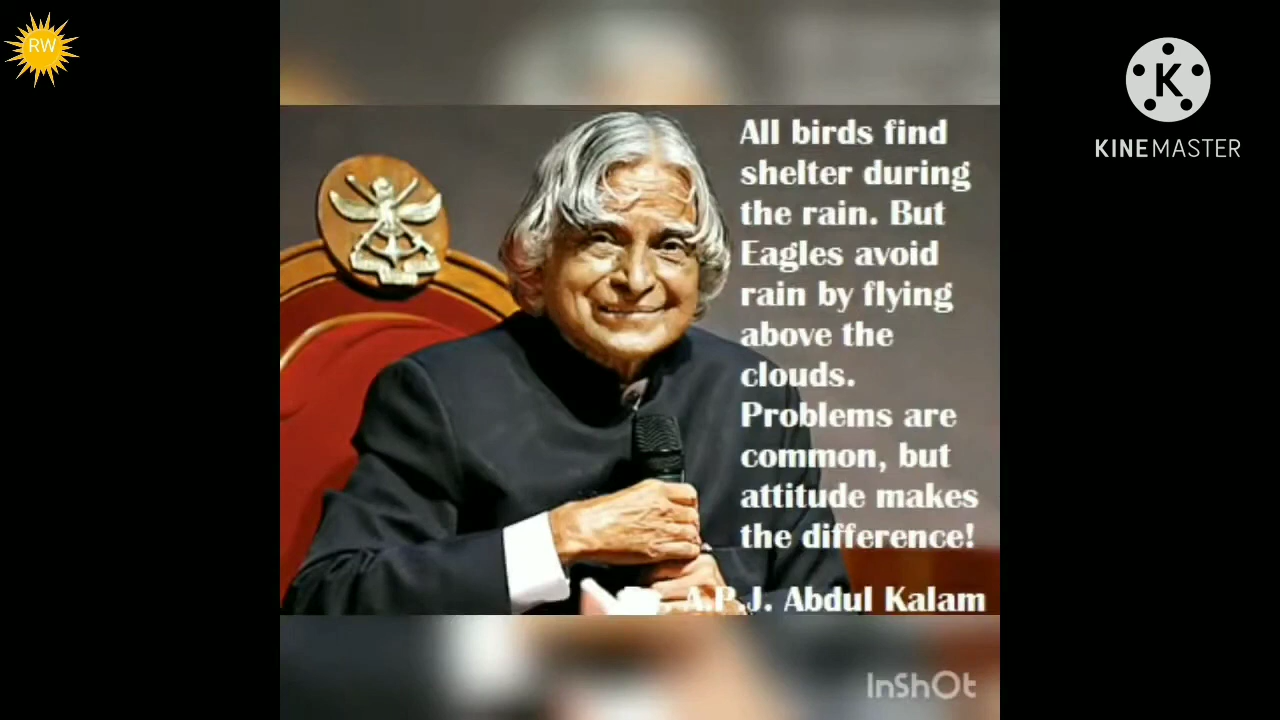 RW
KINEMASTER
All birds find
shelter during
the rain. But
Eagles avoid
rain by flying
above the
clouds.
Problems are
common, but
attitude makes
the difference!
A.P.J. Abdul Kalam
InShOt